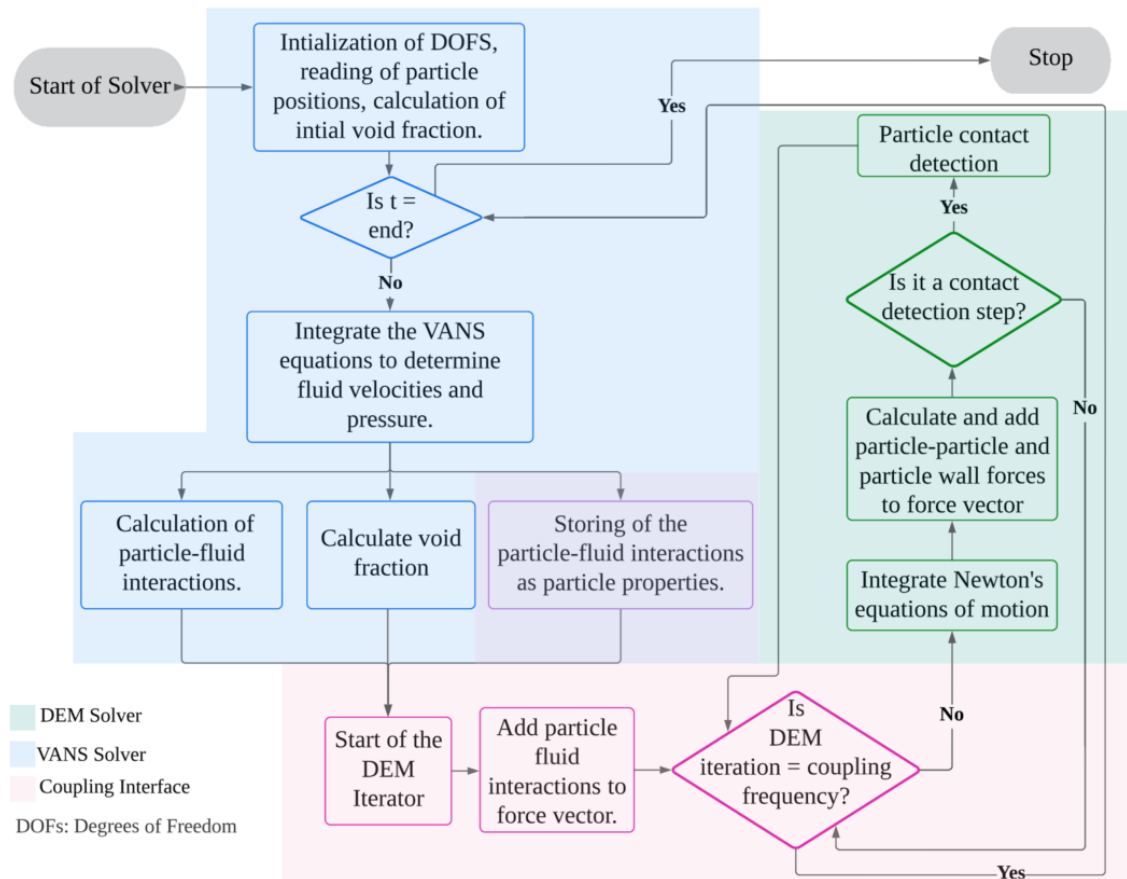 Start of Solver
Intialization of DOFS,
reading of particle
positions, calculation of
intial void fraction.
Stop
Yes
Is t =
end?
No
Integrate the VANS
equations to determine
fluid velocities and
pressure.
Calculation of
particle-fluid
interactions.
Calculate void
fraction
Storing of the
particle-fluid interactions
as particle properties.
Start of the
DEM
Iterator
Add particle
fluid
interactions to
force vector.
Is
DEM
iteration = coupling
frequency?
No
Yes
Integrate Newton's
equations of motion
Calculate and add
particle-particle and
particle wall forces
to force vector
Is it a contact
detection step?
Yes
No
Particle contact
detection
DEM Solver
VANS Solver
Coupling Interface
DOFs: Degrees of Freedom